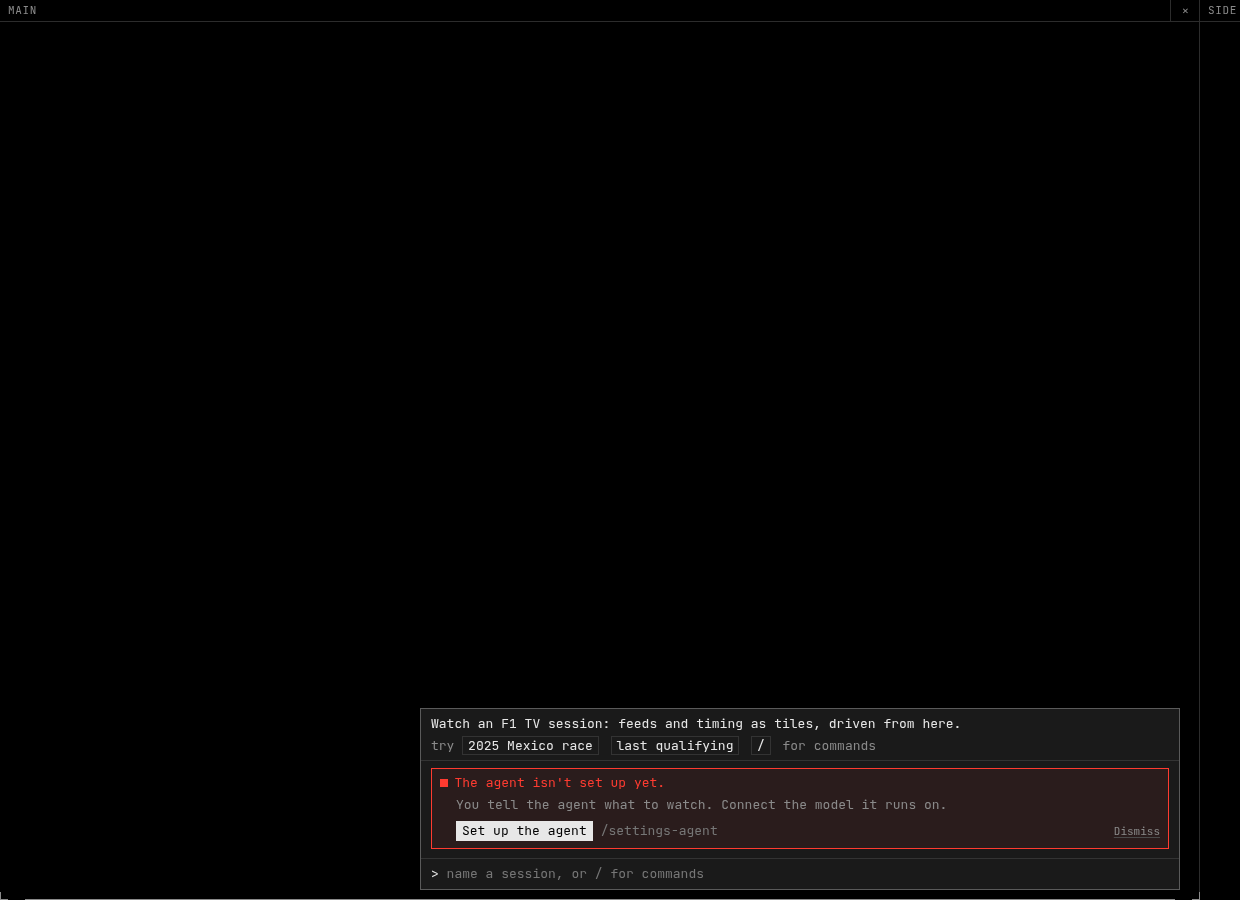 MAIN × SIDE
Watch an F1 TV session: feeds and timing as tiles, driven from here.
try 2025 Mexico race last qualifying / for commands
The agent isn't set up yet.
You tell the agent what to watch. Connect the model it runs on.
Set up the agent /settings-agent Dismiss
> name a session, or / for commands